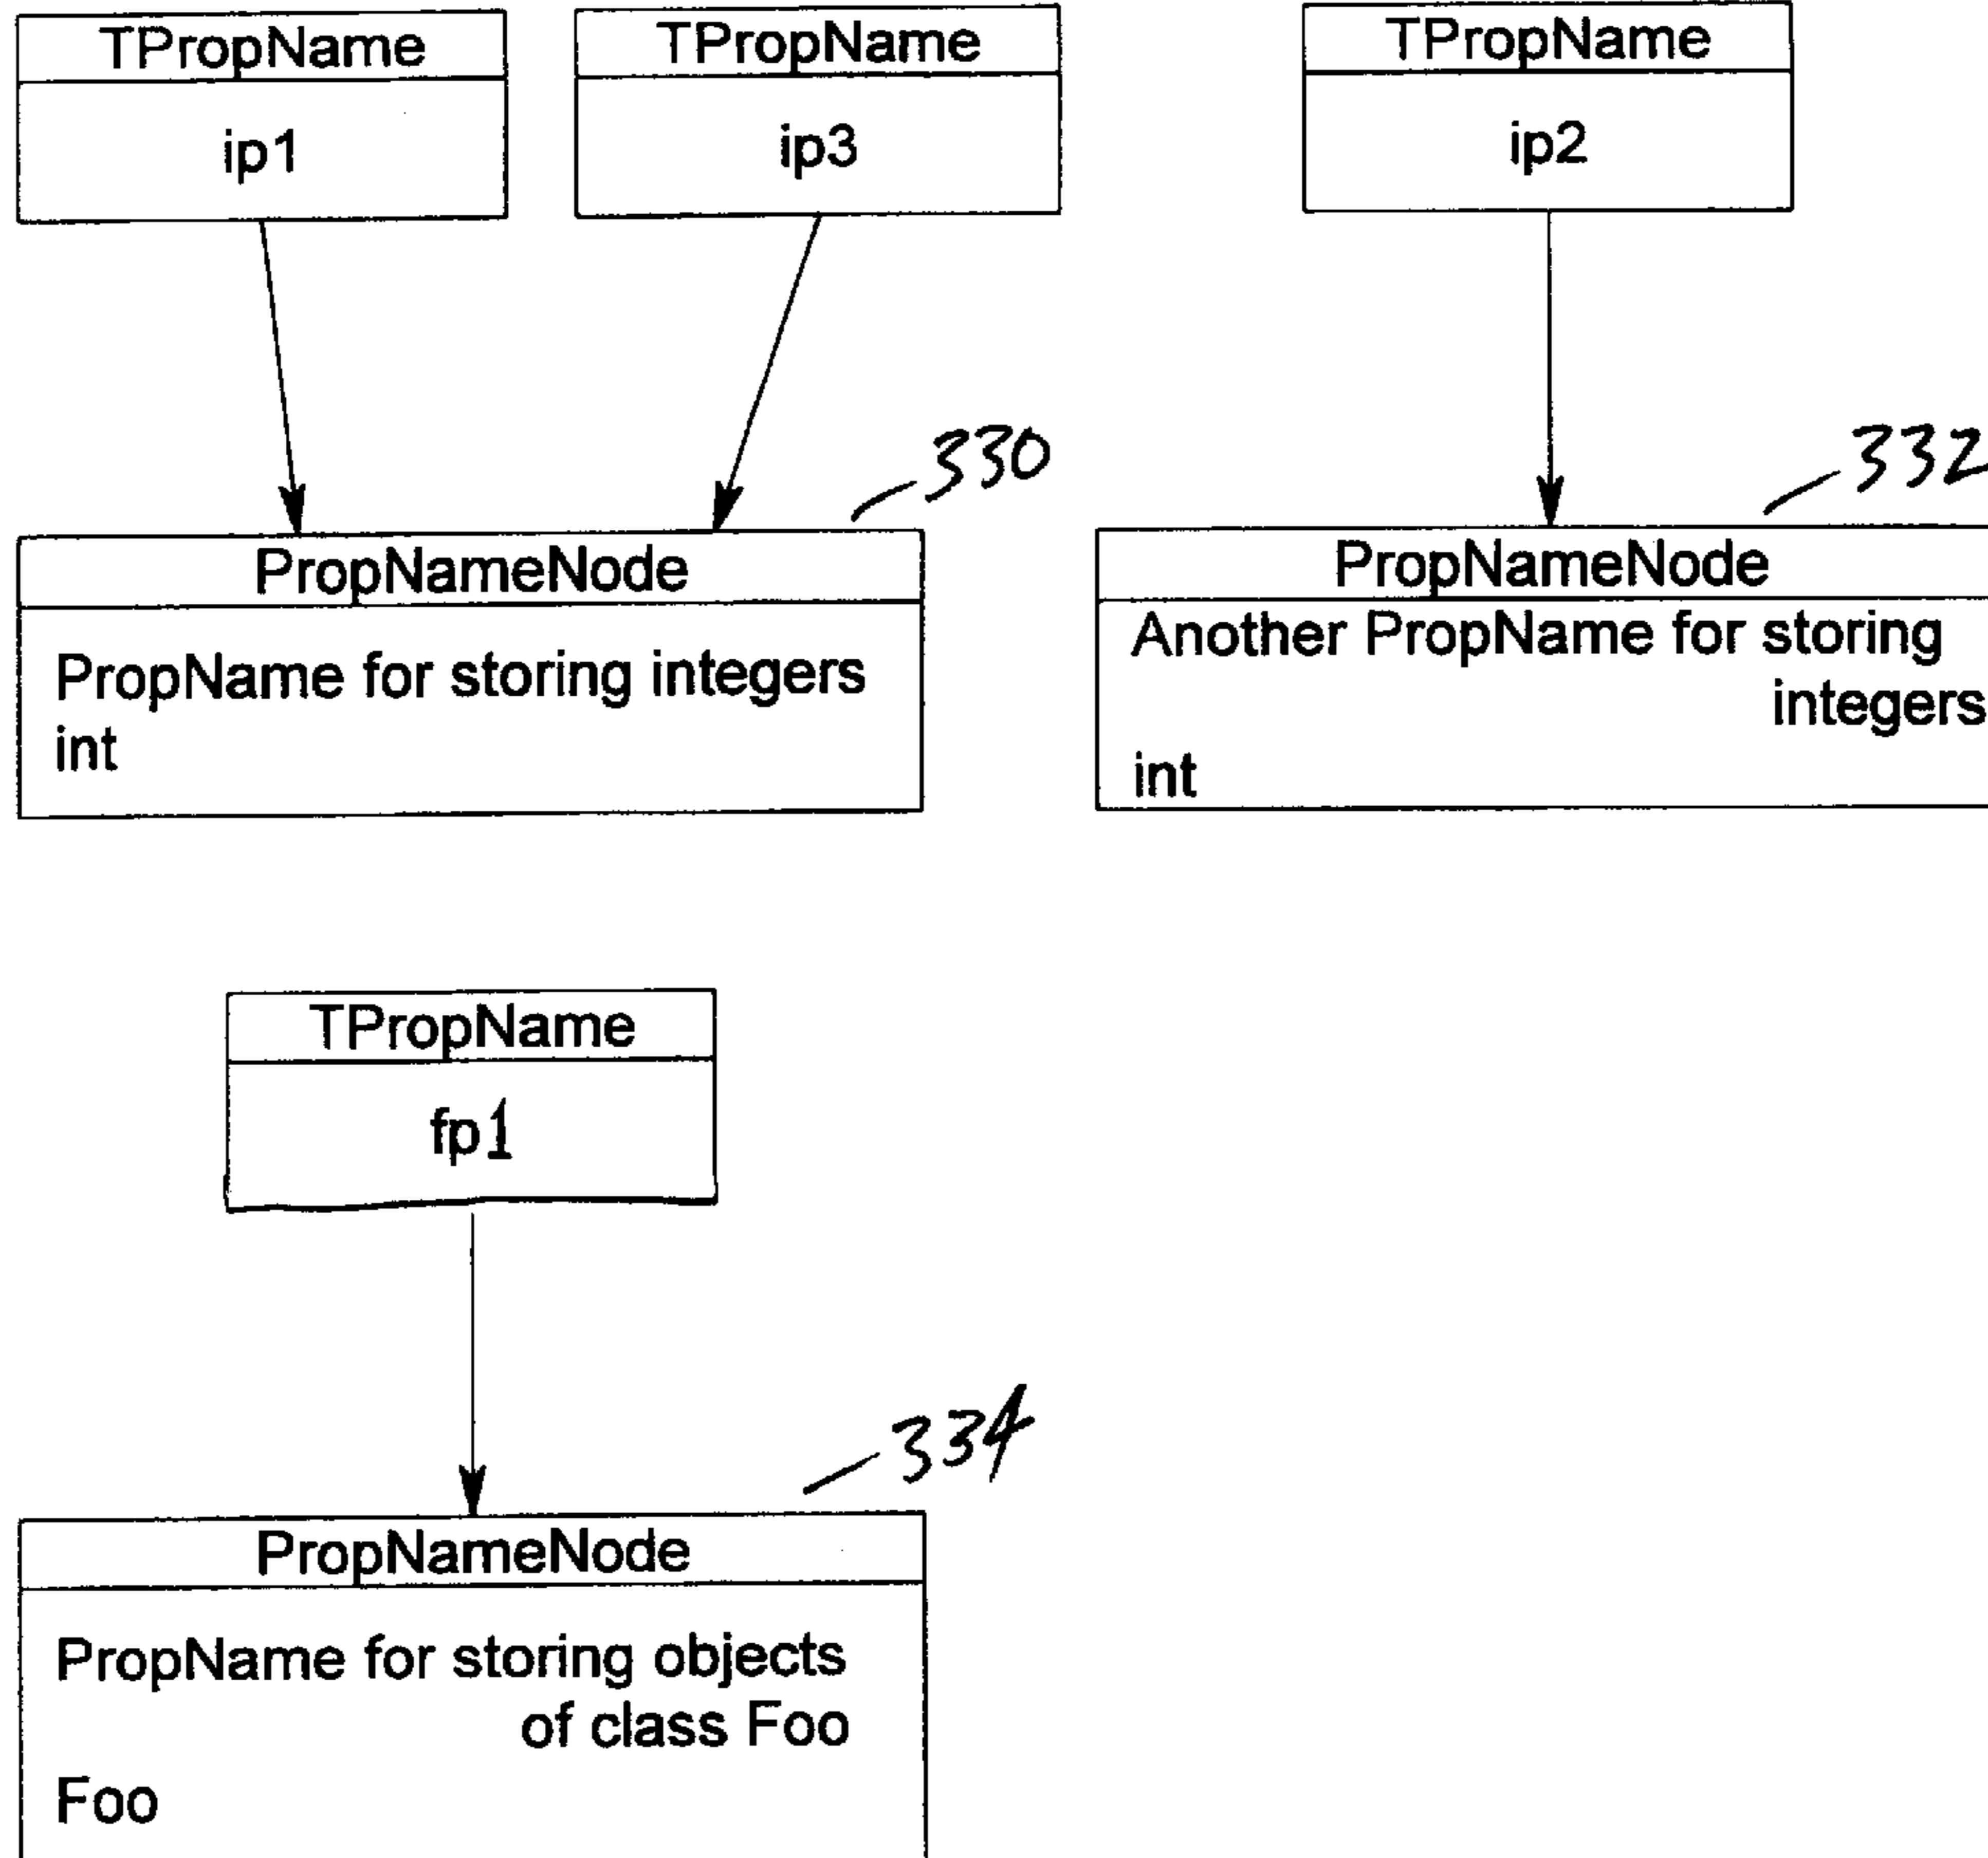 TPropName
ip1
TPropName
ip3
TPropName
ip2
330
PropNameNode
PropName for storing integers
int
332
PropNameNode
Another PropName for storing
integers
int
TPropName
fp1
334
PropNameNode
PropName for storing objects
of class Foo
Foo